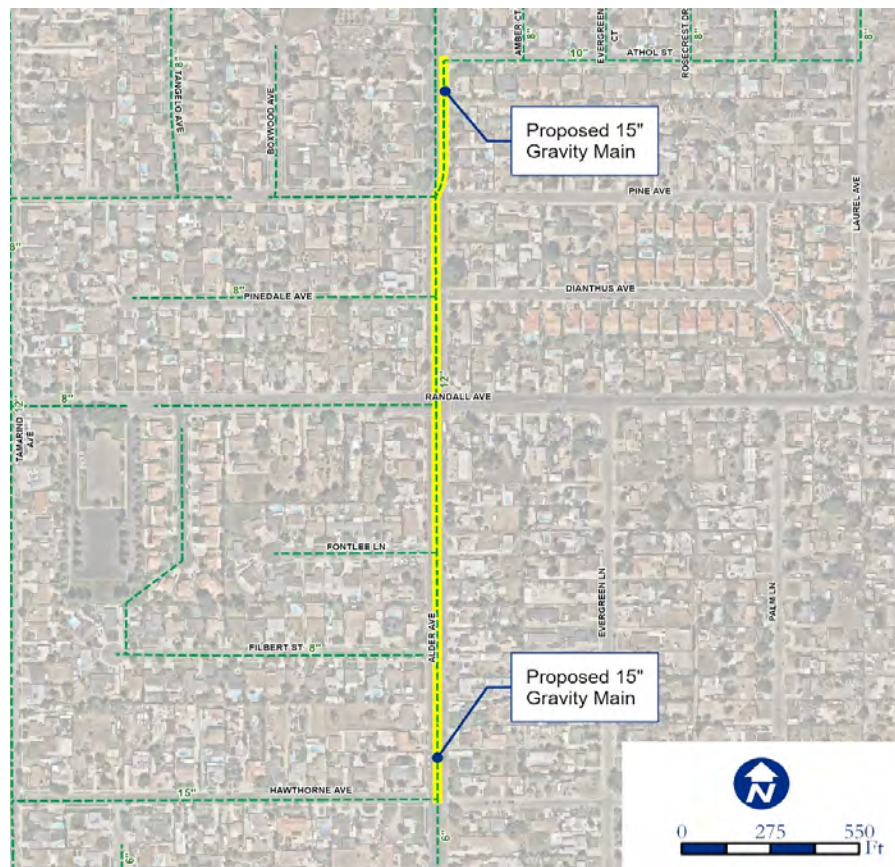 AMBER CT
8"
EVERGREEN
CT
ROSECREST DR
8"
8"
10"
ATHOL ST
TANGELO AVE
8"
BOXWOOD AVE
Proposed 15"
Gravity Main
PINE AVE
LAUREL AVE
8"
PINEDALE AVE
DIANTHUS AVE
12"
RANDALL AVE
8"
12"
TAMARIND
AVE
FONTLEE LN
EVERGREEN LN
PALM LN
FILBERT ST 8"
ALDER AVE
Proposed 15"
Gravity Main
15"
HAWTHORNE AVE
6"
6"
N
0 275 550
Ft